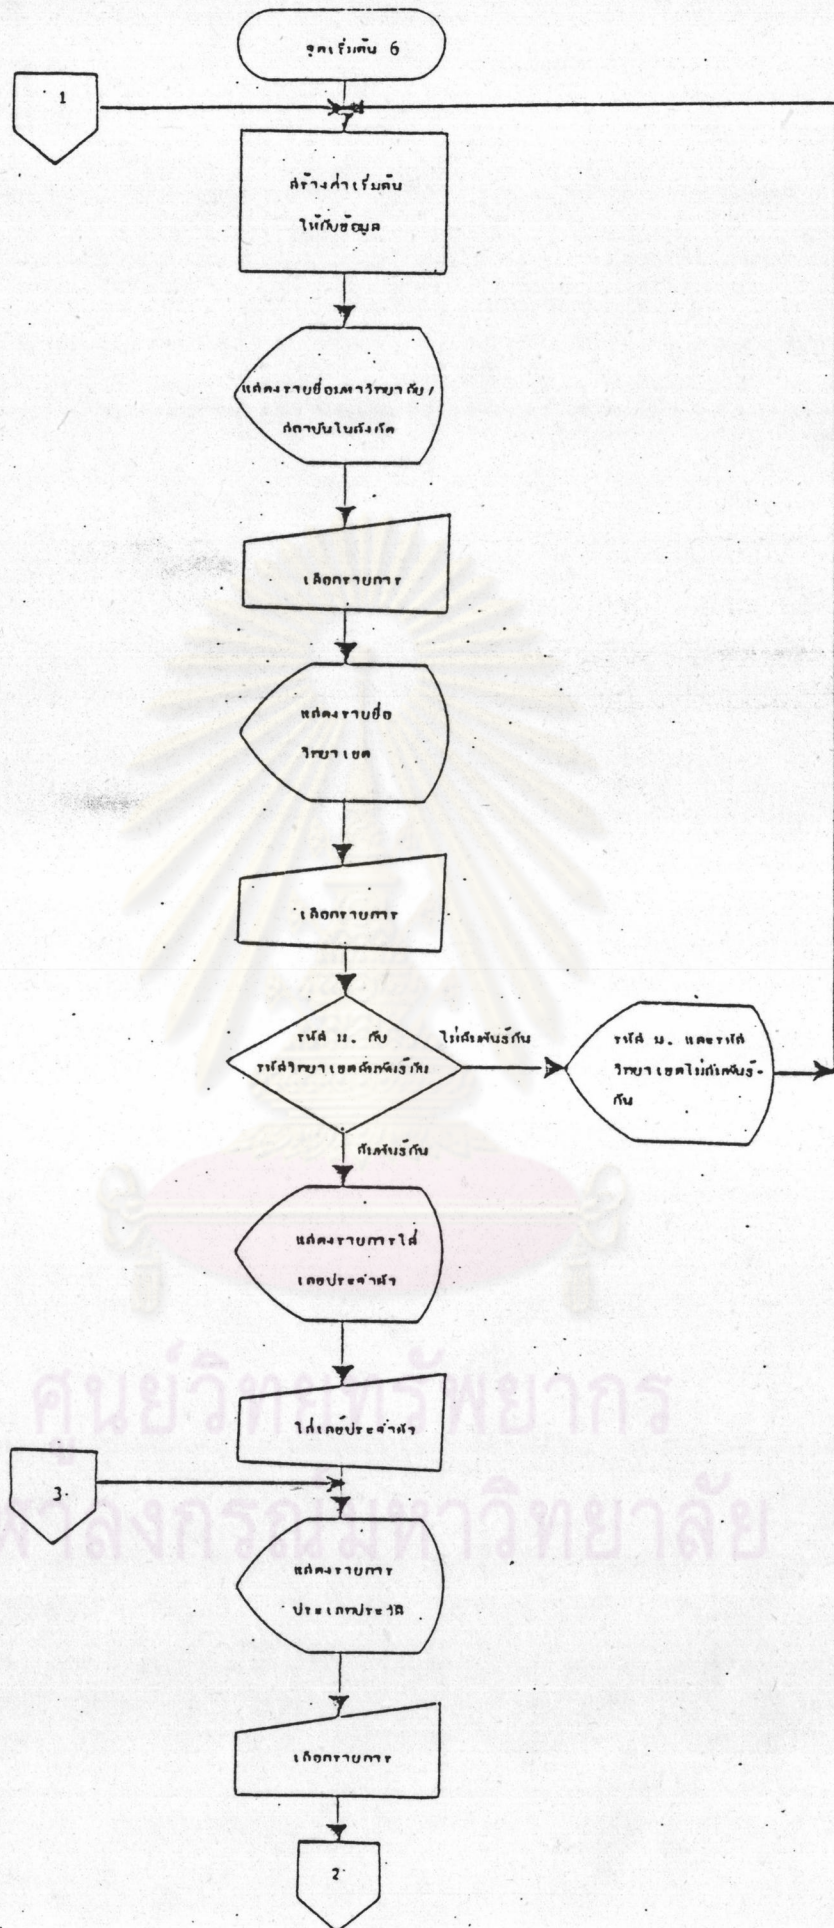 จุดเริ่มต้น 6
1
สร้างค่าเริ่มต้น
ให้กับข้อมูล
แสดงรายชื่อมหาวิทยาลัย/
สถาบันในสังกัด
เลือกรายการ
แสดงรายชื่อ
วิทยาเขต
เลือกรายการ
รหัส ม. กับ
รหัสวิทยาเขตสัมพันธ์กัน
ไม่สัมพันธ์กัน
รหัส ม. และรหัส
วิทยาเขตไม่สัมพันธ์-
กัน
สัมพันธ์กัน
แสดงรายการใส่
เลขประจำตัว
ใส่เลขประจำตัว
3
แสดงรายการ
ประเภทประวัติ
เลือกรายการ
2
ศูนย์วิทยทรัพยากร
จุฬาลงกรณ์มหาวิทยาลัย